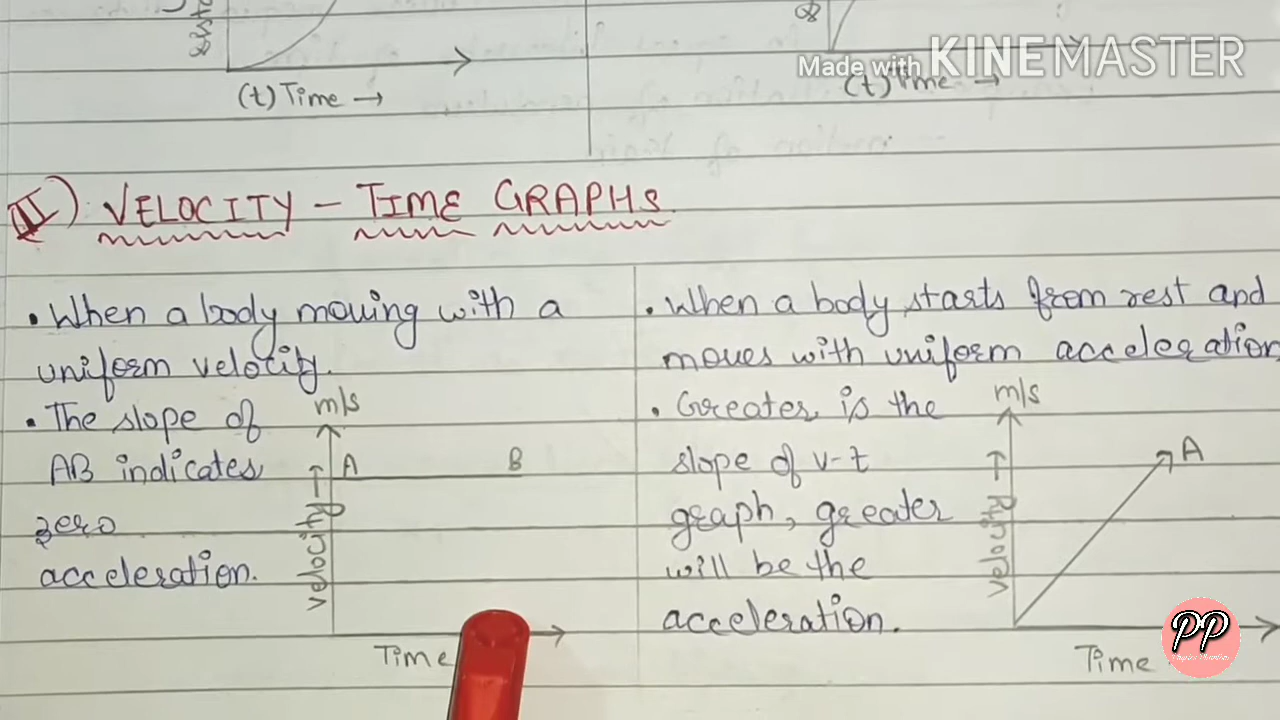 (t) Time →
(t) Time →
Made with KINEMASTER
II) VELOCITY - TIME GRAPHS
• When a body moving with a
uniform velocity.
• The slope of
AB indicates
zero
acceleration.
m/s
A B
velocity →
Time
• When a body starts from rest and
moves with uniform acceleration
• Greater is the
slope of v-t
graph, greater
will be the
acceleration.
m/s
A
velocity →
Time
PP